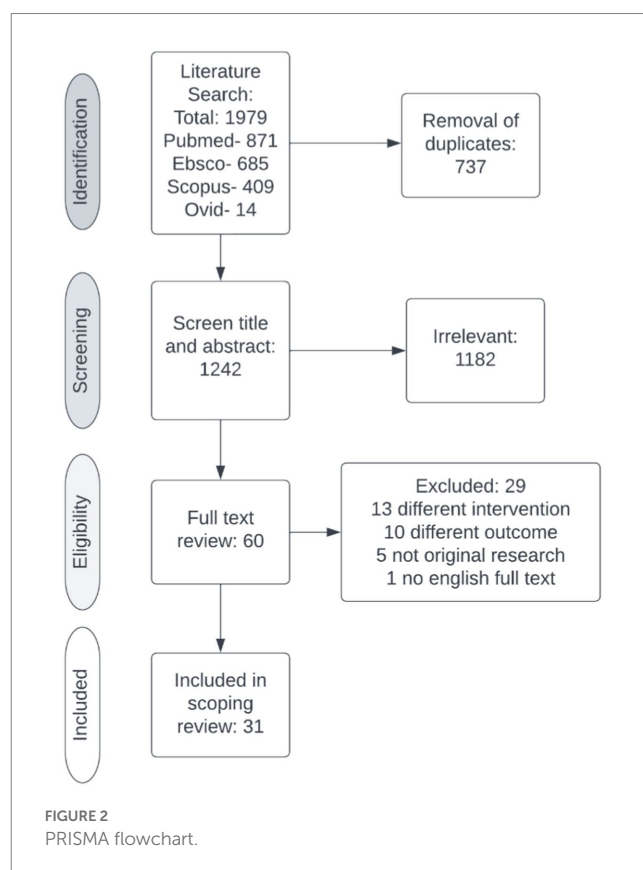 Identification
Literature
Search:
Total: 1979
Pubmed- 871
Ebsco- 685
Scopus- 409
Ovid- 14
Removal of
duplicates:
737
Screening
Screen title
and abstract:
1242
Irrelevant:
1182
Eligibility
Full text
review: 60
Excluded: 29
13 different intervention
10 different outcome
5 not original research
1 no english full text
Included
Included in
scoping
review: 31
FIGURE 2
PRISMA flowchart.